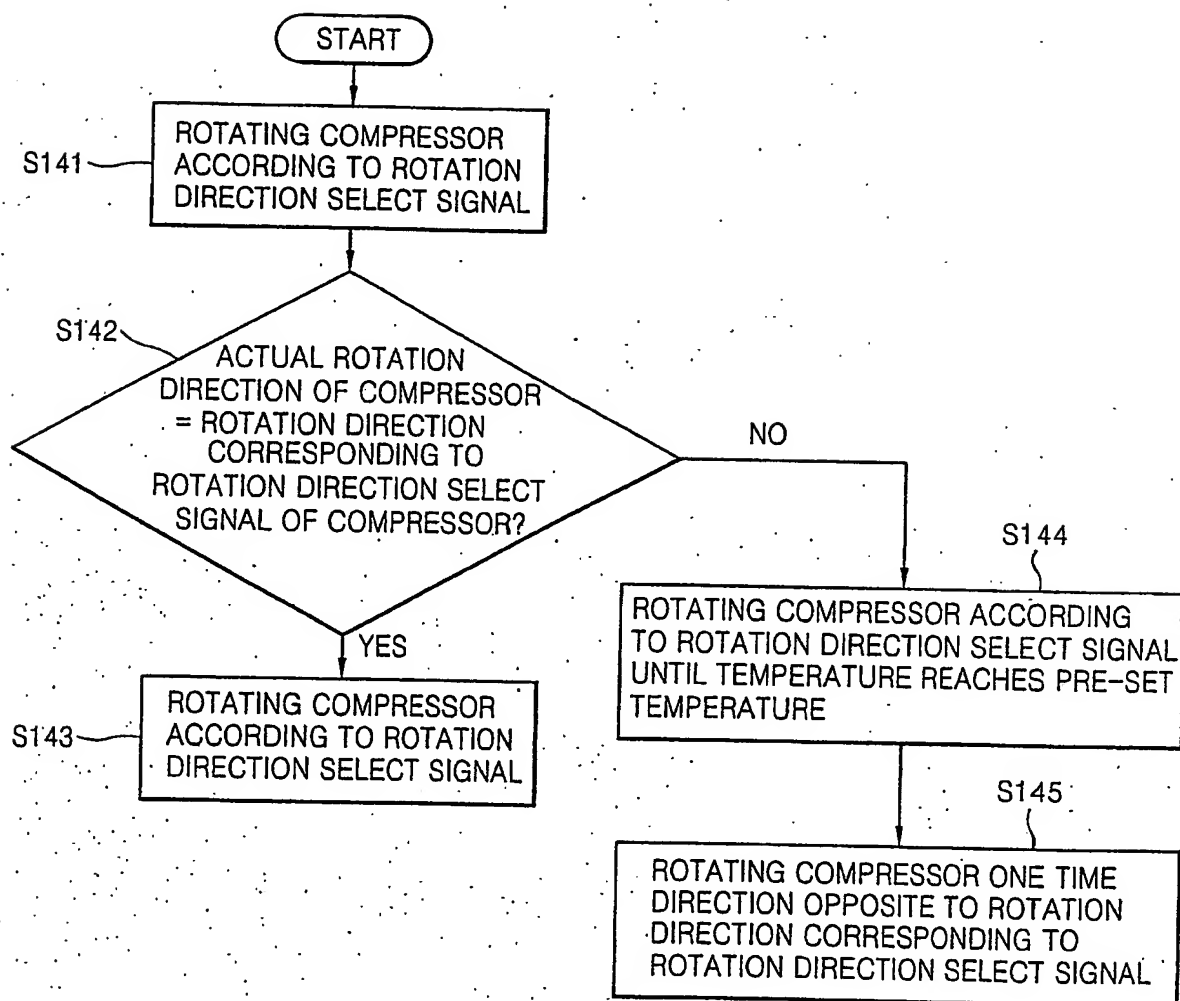 START
S141
ROTATING COMPRESSOR
ACCORDING TO ROTATION
DIRECTION SELECT SIGNAL
S142
ACTUAL ROTATION
DIRECTION OF COMPRESSOR
= ROTATION DIRECTION
CORRESPONDING TO
ROTATION DIRECTION SELECT
SIGNAL OF COMPRESSOR?
NO
YES
S143
ROTATING COMPRESSOR
ACCORDING TO ROTATION
DIRECTION SELECT SIGNAL
S144
ROTATING COMPRESSOR ACCORDING
TO ROTATION DIRECTION SELECT SIGNAL
UNTIL TEMPERATURE REACHES PRE-SET
TEMPERATURE
S145
ROTATING COMPRESSOR ONE TIME
DIRECTION OPPOSITE TO ROTATION
DIRECTION CORRESPONDING TO
ROTATION DIRECTION SELECT SIGNAL